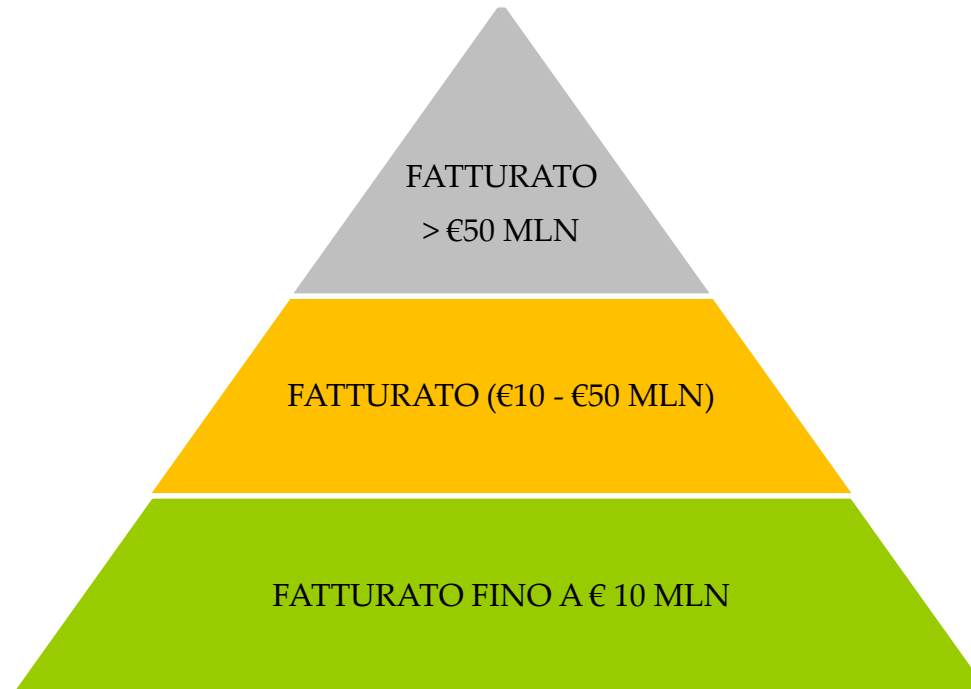 FATTURATO
> €50 MLN
FATTURATO (€10 - €50 MLN)
FATTURATO FINO A € 10 MLN